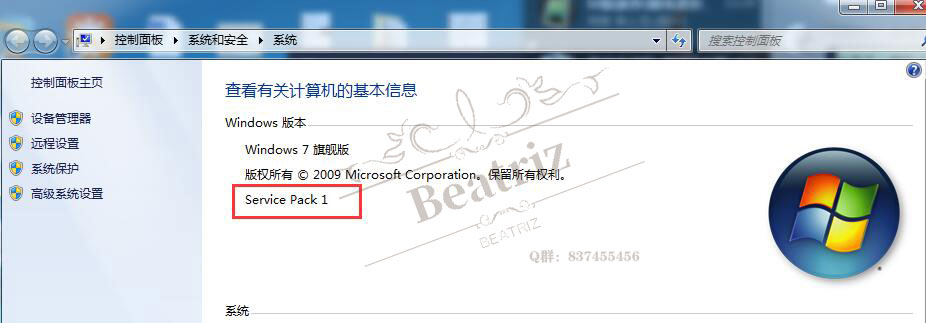 控制面板 系统和安全 系统
搜索控制面板
控制面板主页
设备管理器
远程设置
系统保护
高级系统设置
查看有关计算机的基本信息
Windows 版本
Windows 7 旗舰版
版权所有 © 2009 Microsoft Corporation。保留所有权利。
Service Pack 1
Beatriz
BEATRIZ
Q群：837455456
系统